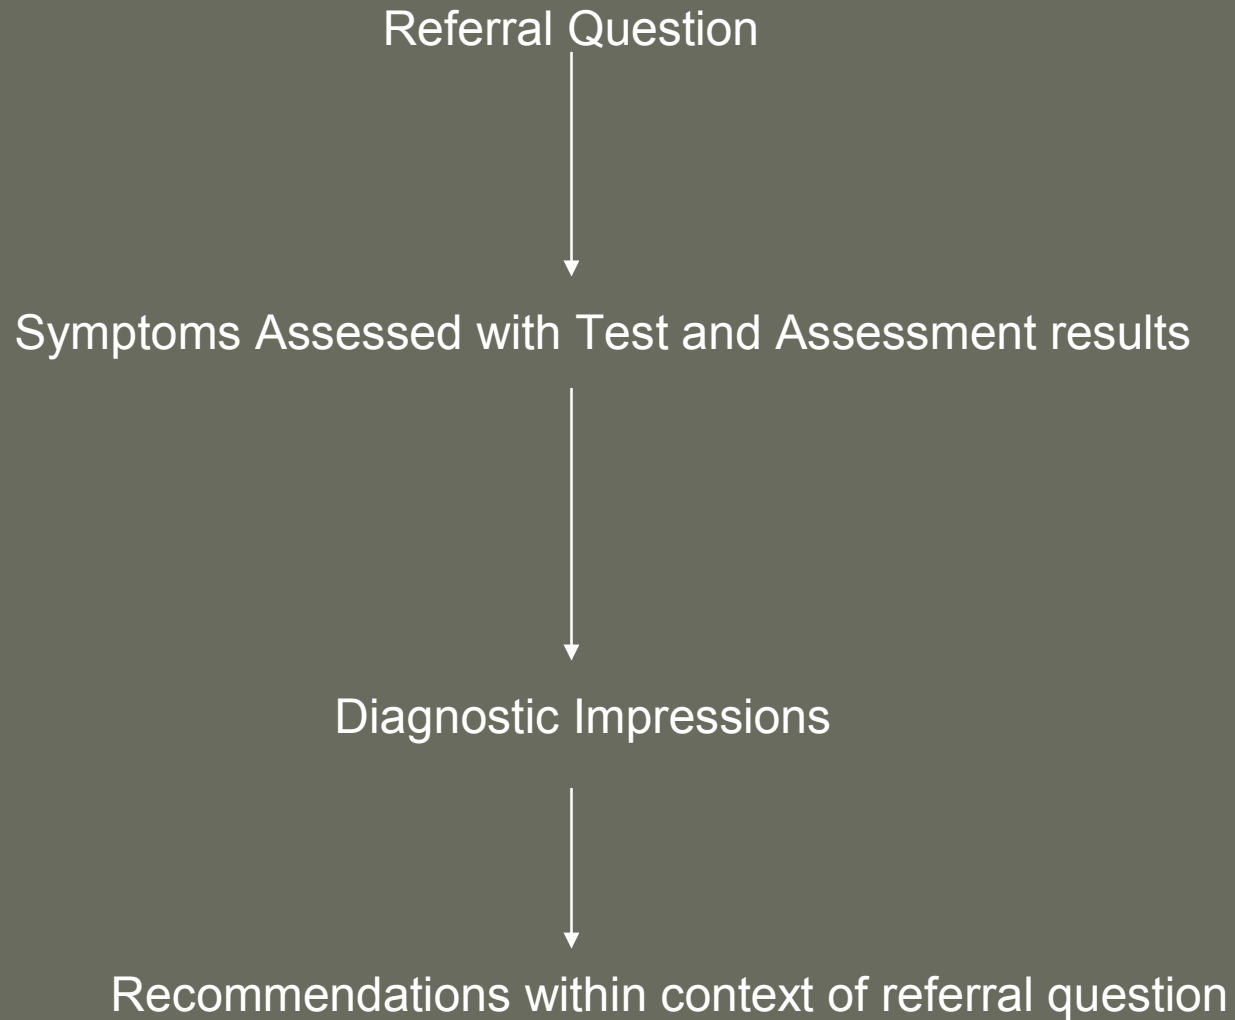 Referral Question
Symptoms Assessed with Test and Assessment results
Diagnostic Impressions
Recommendations within context of referral question